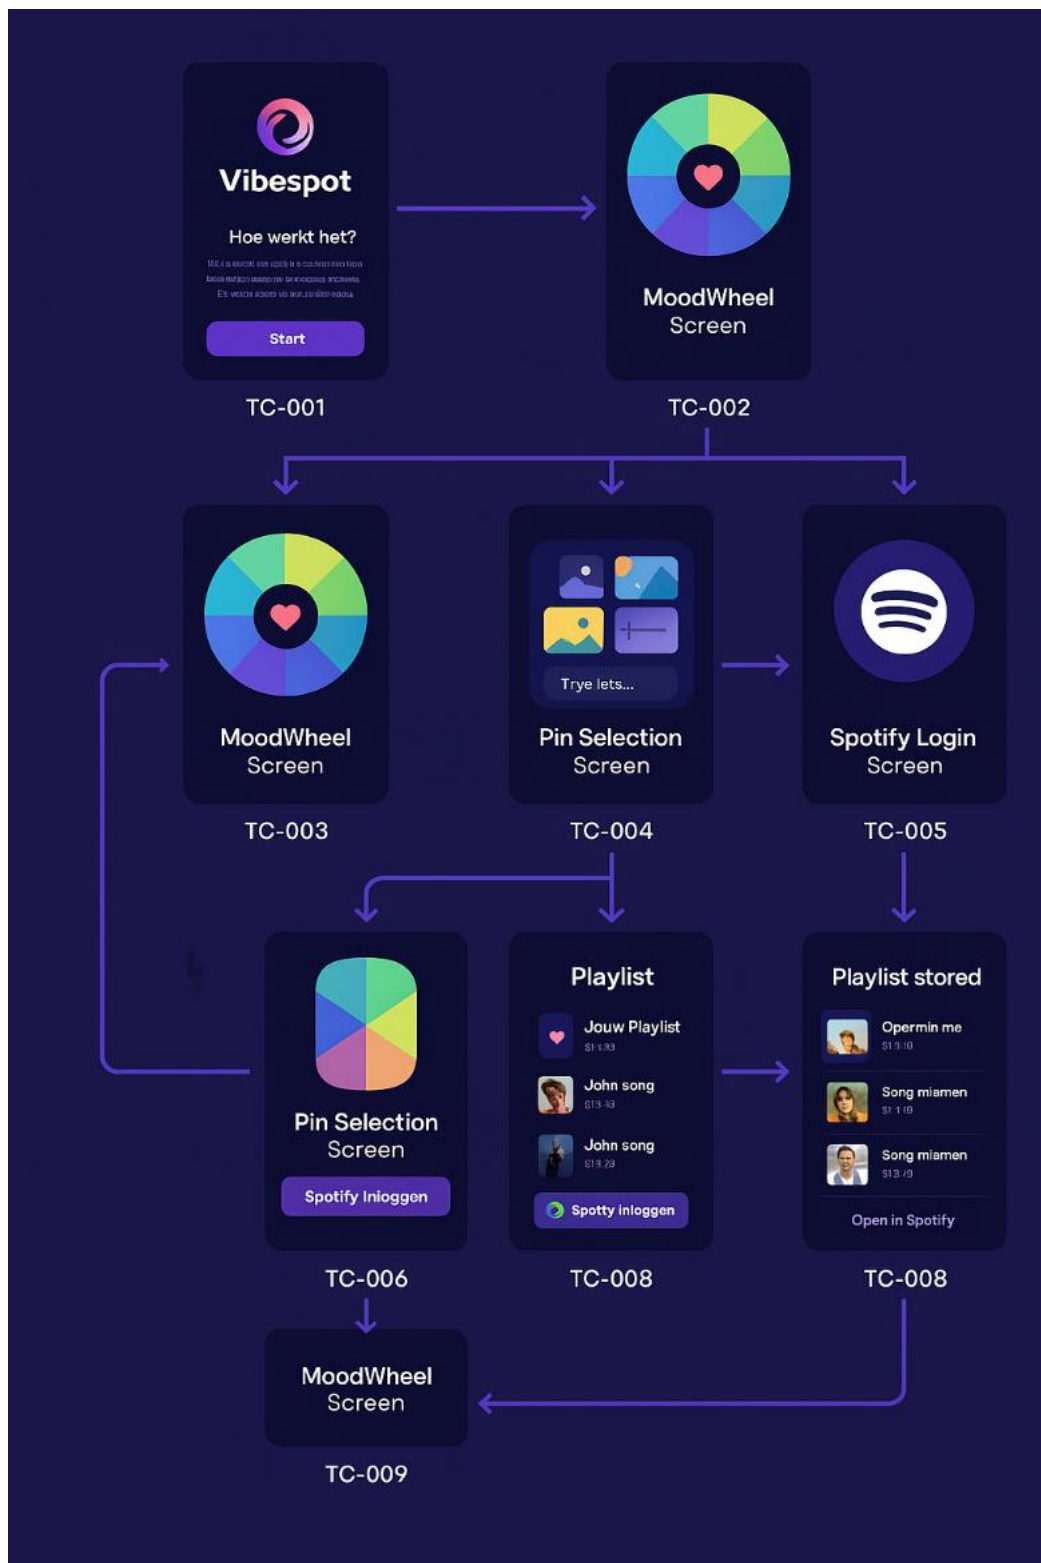 Vibespot
Hoe werkt het?
Start
TC-001
MoodWheel
Screen
TC-002
MoodWheel
Screen
TC-003
Trye lets...
Pin Selection
Screen
TC-004
Spotify Login
Screen
TC-005
Pin Selection
Screen
Spotify Inloggen
TC-006
Playlist
Jouw Playlist
John song
John song
Spotty inloggen
TC-008
Playlist stored
Opermin me
Song miamen
Song miamen
Open in Spotify
TC-008
MoodWheel
Screen
TC-009